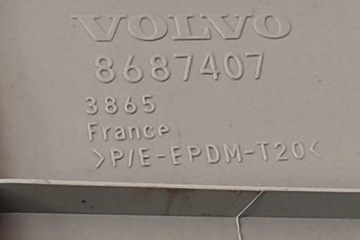 VOLVO
8687407
3865
France
>P/E-EPDM-T20<